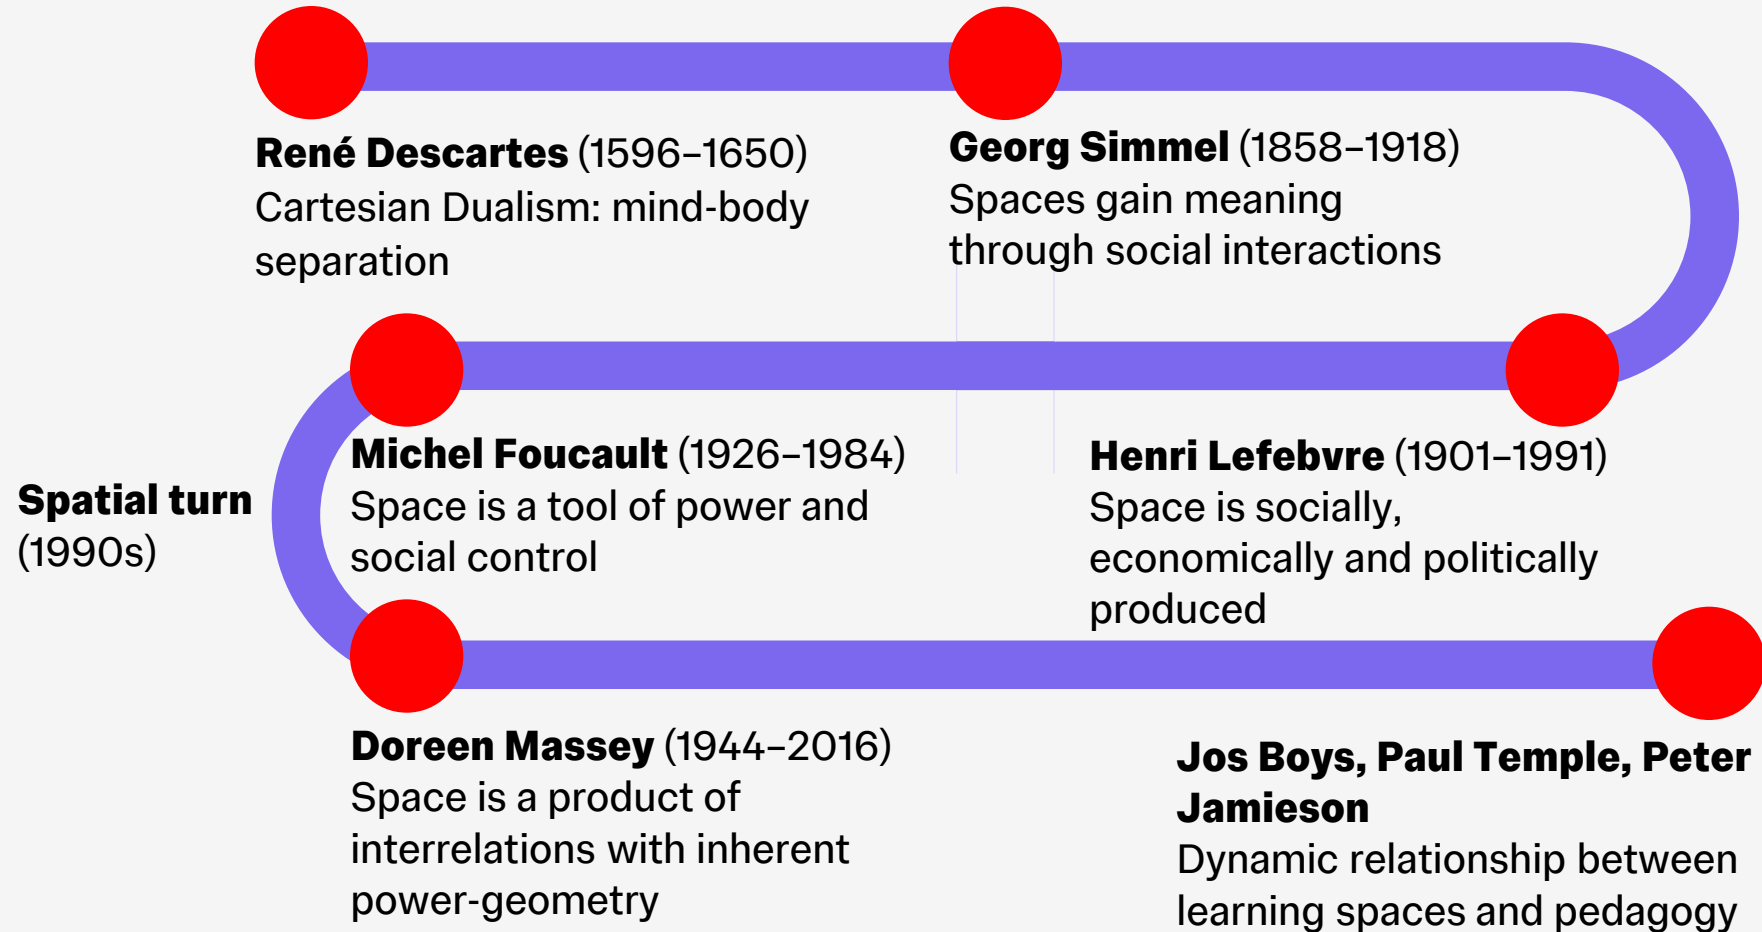 René Descartes (1596–1650)
Cartesian Dualism: mind-body
separation
Georg Simmel (1858–1918)
Spaces gain meaning
through social interactions
Henri Lefebvre (1901–1991)
Space is socially,
economically and politically
produced
Michel Foucault (1926–1984)
Space is a tool of power and
social control
Spatial turn
(1990s)
Doreen Massey (1944–2016)
Space is a product of
interrelations with inherent
power-geometry
Jos Boys, Paul Temple, Peter
Jamieson
Dynamic relationship between
learning spaces and pedagogy